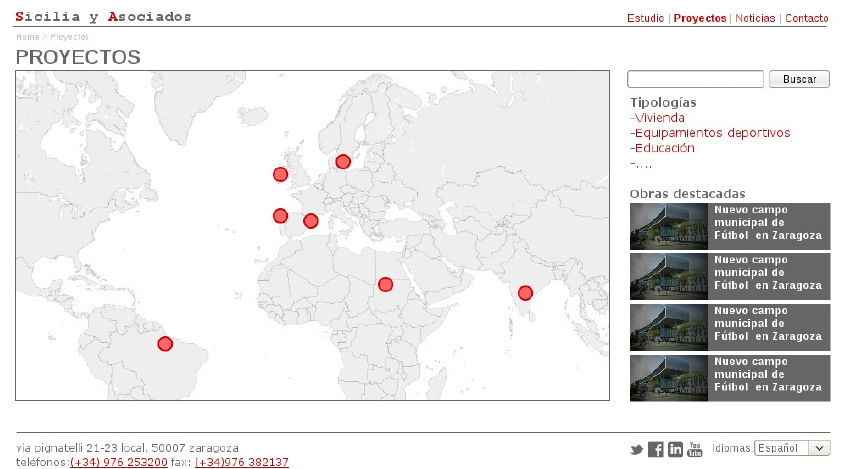 Sicilia y Asociados
Estudio | Proyectos | Noticias | Contacto
Home > Proyectos
PROYECTOS
Buscar
Tipologías
-Vivienda
-Equipamientos deportivos
-Educación
-....
Obras destacadas
Nuevo campo
municipal de
Fútbol en Zaragoza
Nuevo campo
municipal de
Fútbol en Zaragoza
Nuevo campo
municipal de
Fútbol en Zaragoza
Nuevo campo
municipal de
Fútbol en Zaragoza
via pignatelli 21-23 local, 50007 zaragoza
teléfonos:(+34) 976 253200 fax: (+34)976 382137
You Tube
Idiomas: Español